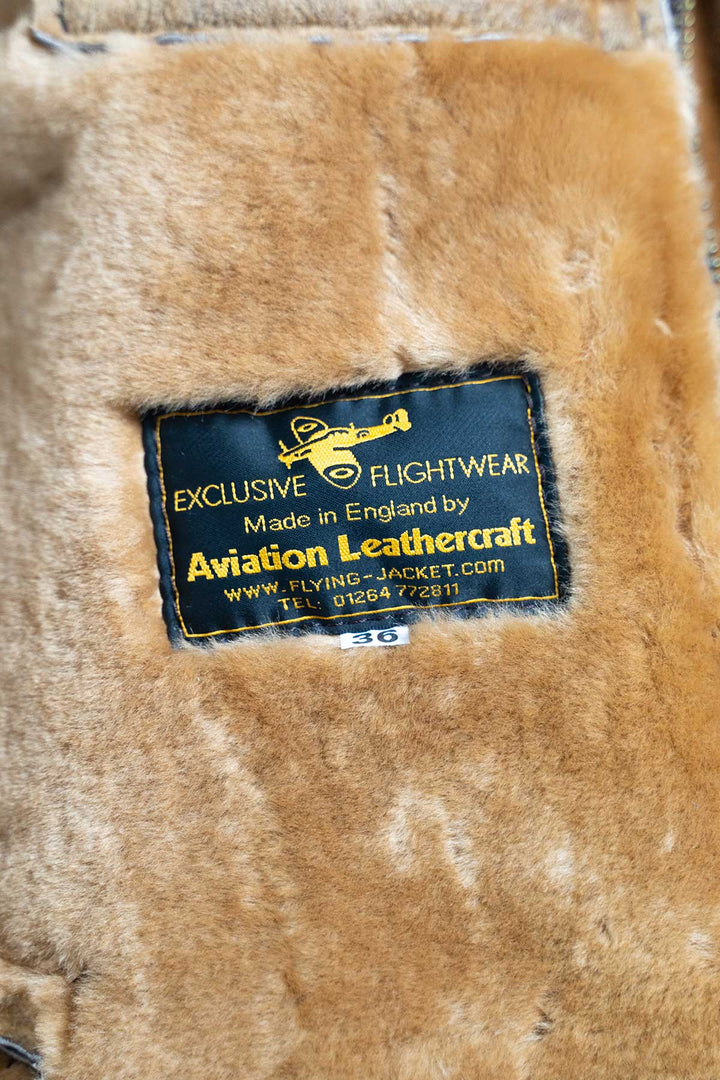 EXCLUSIVE FLIGHTWEAR
Made in England by
Aviation Leathercraft
WWW.FLYING-JACKET.COM
TEL: 01264 772811
36